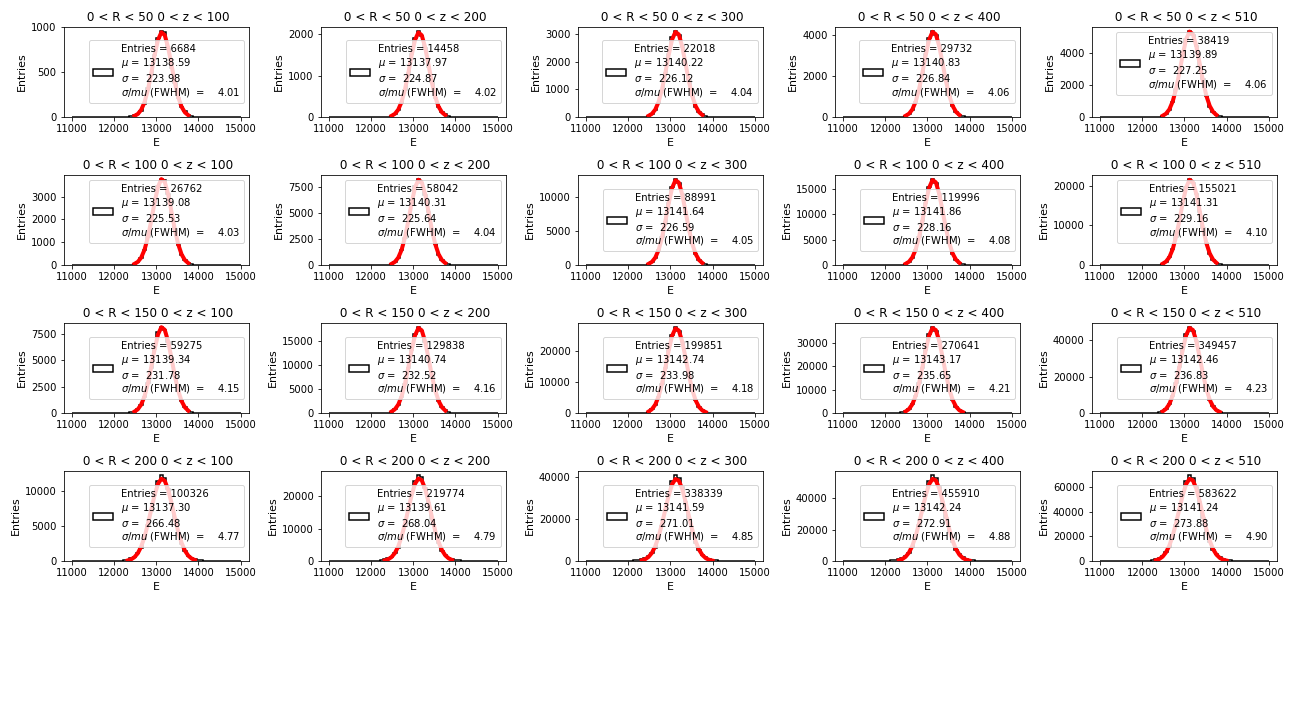 0 < R < 50 0 < z < 100
Entries
1000
500
0
Entries = 6684
μ = 13138.59
σ = 223.98
σ/mu (FWHM) = 4.01
11000 12000 13000 14000 15000
E
0 < R < 50 0 < z < 200
Entries
2000
1000
0
Entries = 14458
μ = 13137.97
σ = 224.87
σ/mu (FWHM) = 4.02
11000 12000 13000 14000 15000
E
0 < R < 50 0 < z < 300
Entries
3000
2000
1000
0
Entries = 22018
μ = 13140.22
σ = 226.12
σ/mu (FWHM) = 4.04
11000 12000 13000 14000 15000
E
0 < R < 50 0 < z < 400
Entries
4000
2000
0
Entries = 29732
μ = 13140.83
σ = 226.84
σ/mu (FWHM) = 4.06
11000 12000 13000 14000 15000
E
0 < R < 50 0 < z < 510
Entries
4000
2000
0
Entries = 38419
μ = 13139.89
σ = 227.25
σ/mu (FWHM) = 4.06
11000 12000 13000 14000 15000
E
0 < R < 100 0 < z < 100
Entries
3000
2000
1000
0
Entries = 26762
μ = 13139.08
σ = 225.53
σ/mu (FWHM) = 4.03
11000 12000 13000 14000 15000
E
0 < R < 100 0 < z < 200
Entries
7500
5000
2500
0
Entries = 58042
μ = 13140.31
σ = 225.64
σ/mu (FWHM) = 4.04
11000 12000 13000 14000 15000
E
0 < R < 100 0 < z < 300
Entries
10000
5000
0
Entries = 88991
μ = 13141.64
σ = 226.59
σ/mu (FWHM) = 4.05
11000 12000 13000 14000 15000
E
0 < R < 100 0 < z < 400
Entries
15000
10000
5000
0
Entries = 119996
μ = 13141.86
σ = 228.16
σ/mu (FWHM) = 4.08
11000 12000 13000 14000 15000
E
0 < R < 100 0 < z < 510
Entries
20000
10000
0
Entries = 155021
μ = 13141.31
σ = 229.16
σ/mu (FWHM) = 4.10
11000 12000 13000 14000 15000
E
0 < R < 150 0 < z < 100
Entries
7500
5000
2500
0
Entries = 59275
μ = 13139.34
σ = 231.78
σ/mu (FWHM) = 4.15
11000 12000 13000 14000 15000
E
0 < R < 150 0 < z < 200
Entries
15000
10000
5000
0
Entries = 129838
μ = 13140.74
σ = 232.52
σ/mu (FWHM) = 4.16
11000 12000 13000 14000 15000
E
0 < R < 150 0 < z < 300
Entries
20000
10000
0
Entries = 199851
μ = 13142.74
σ = 233.98
σ/mu (FWHM) = 4.18
11000 12000 13000 14000 15000
E
0 < R < 150 0 < z < 400
Entries
30000
20000
10000
0
Entries = 270641
μ = 13143.17
σ = 235.65
σ/mu (FWHM) = 4.21
11000 12000 13000 14000 15000
E
0 < R < 150 0 < z < 510
Entries
40000
20000
0
Entries = 349457
μ = 13142.46
σ = 236.83
σ/mu (FWHM) = 4.23
11000 12000 13000 14000 15000
E
0 < R < 200 0 < z < 100
Entries
10000
5000
0
Entries = 100326
μ = 13137.30
σ = 266.48
σ/mu (FWHM) = 4.77
11000 12000 13000 14000 15000
E
0 < R < 200 0 < z < 200
Entries
20000
10000
0
Entries = 219774
μ = 13139.61
σ = 268.04
σ/mu (FWHM) = 4.79
11000 12000 13000 14000 15000
E
0 < R < 200 0 < z < 300
Entries
40000
20000
0
Entries = 338339
μ = 13141.59
σ = 271.01
σ/mu (FWHM) = 4.85
11000 12000 13000 14000 15000
E
0 < R < 200 0 < z < 400
Entries
40000
20000
0
Entries = 455910
μ = 13142.24
σ = 272.91
σ/mu (FWHM) = 4.88
11000 12000 13000 14000 15000
E
0 < R < 200 0 < z < 510
Entries
60000
40000
20000
0
Entries = 583622
μ = 13141.24
σ = 273.88
σ/mu (FWHM) = 4.90
11000 12000 13000 14000 15000
E